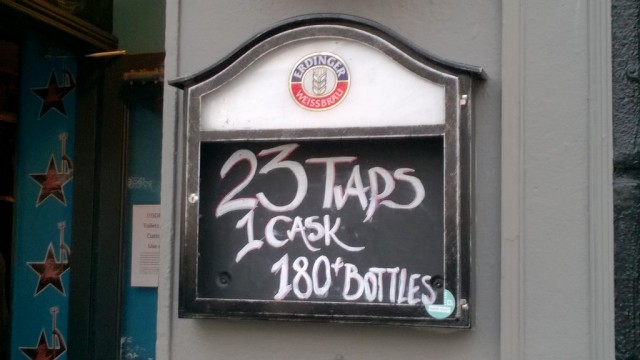 ERDINGER
WEISSBRÄU
23 TAPS
1 CASK
180+ BOTTLES